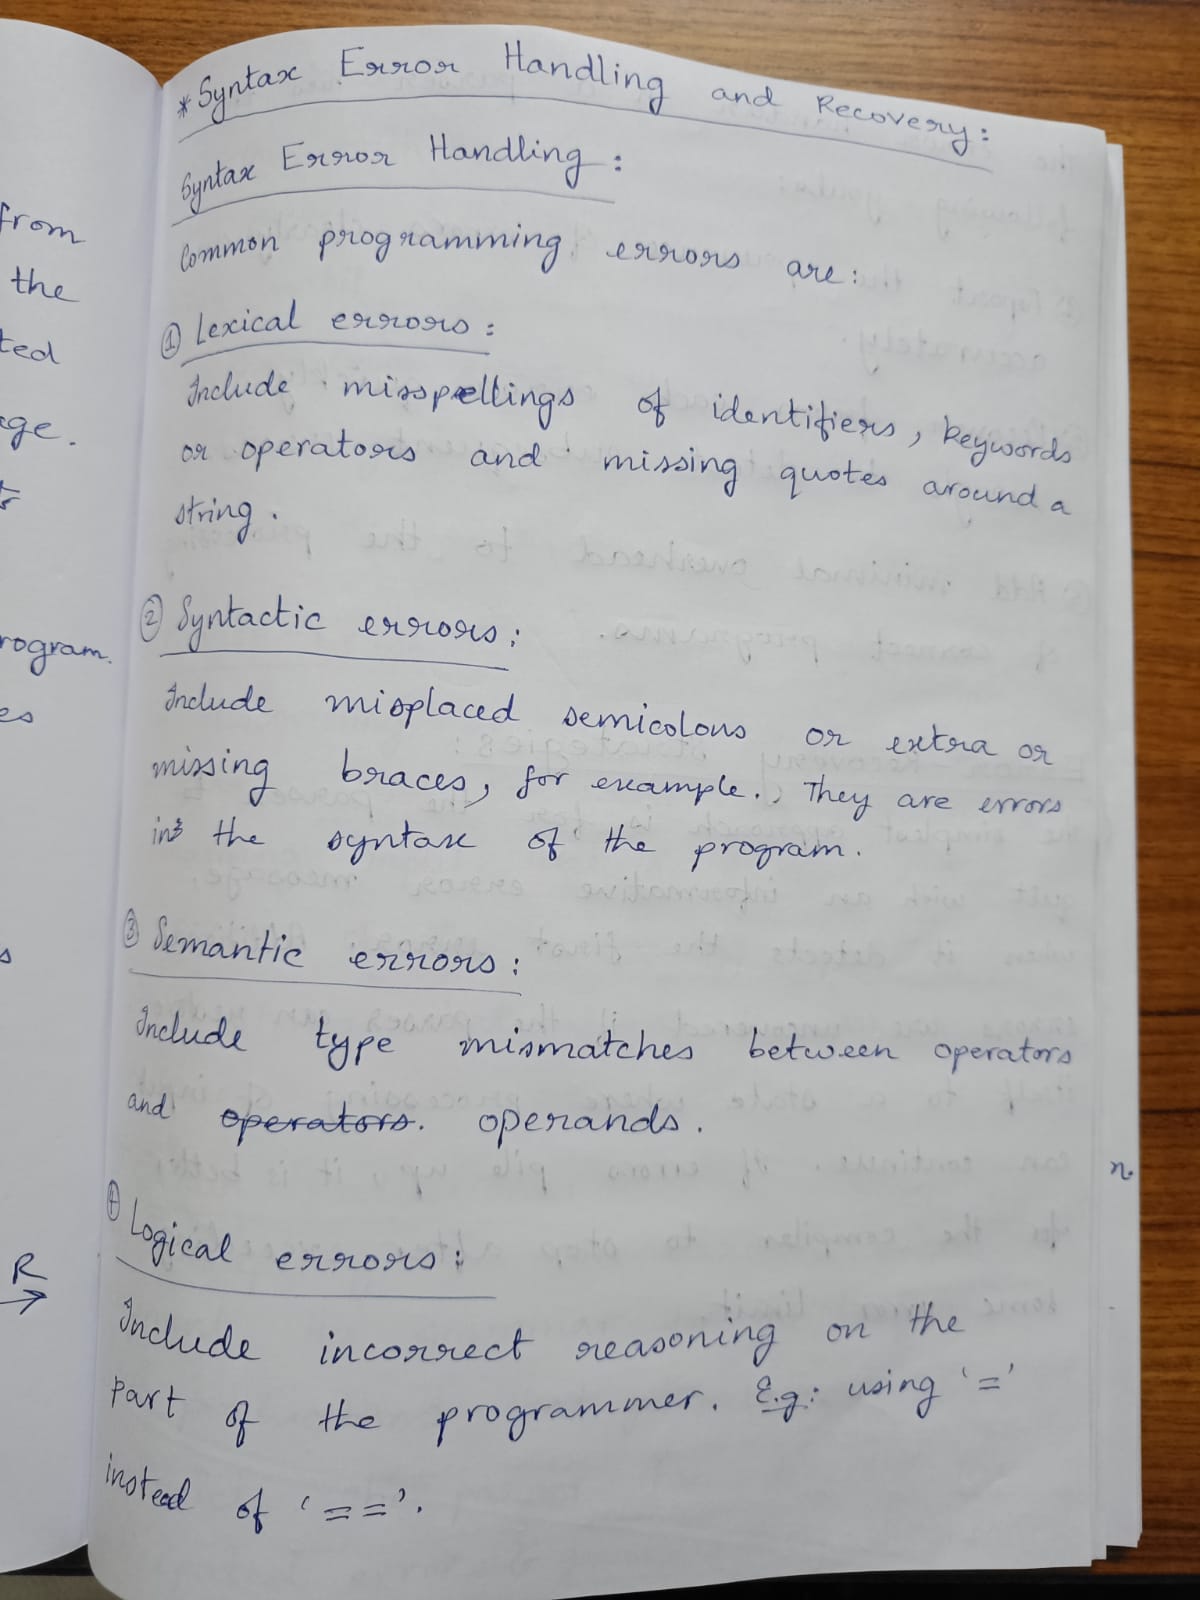 * Syntax Error Handling and Recovery:
Syntax Error Handling :
Common programming errors are:
① Lexical errors :
Include misspellings of identifiers, keywords
or operators and missing quotes around a
string.
② Syntactic errors:
Include misplaced semicolons or extra or
missing braces, for example. They are errors
in the syntax of the program.
③ Semantic errors :
Include type mismatches between operators
and operators. operands.
④ Logical errors :
Include incorrect reasoning on the
part of the programmer. E.g: using '='
instead of '=='.
from
the
ted
ge.
rogram.
es
s
R
n.